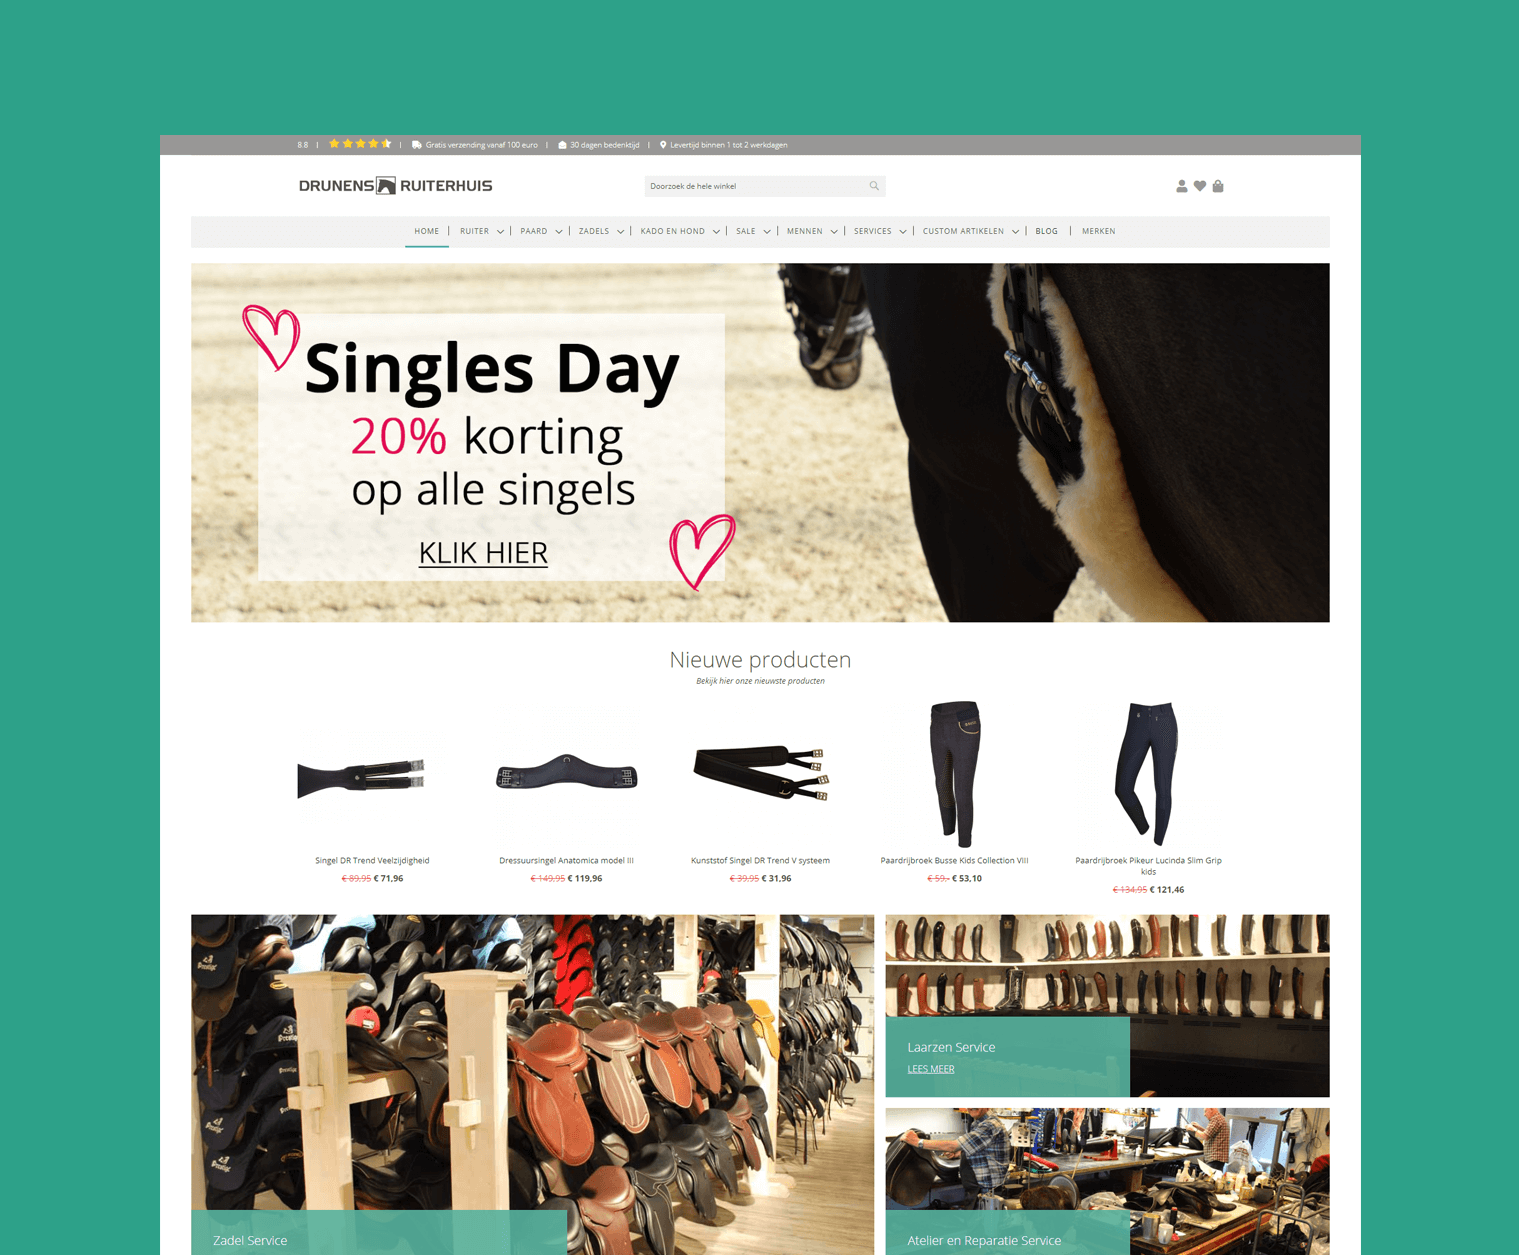 8.8 | Gratis verzending vanaf 100 euro | 30 dagen bedenktijd | Levertijd binnen 1 tot 2 werkdagen
DRUNENS RUITERHUIS
Doorzoek de hele winkel
HOME | RUITER | PAARD | ZADELS | KADO EN HOND | SALE | MENNEN | SERVICES | CUSTOM ARTIKELEN | BLOG | MERKEN
Singles Day
20% korting
op alle singels
KLIK HIER
Nieuwe producten
Bekijk hier onze nieuwste producten
Singel DR Trend Veelzijdigheid
€ 89,95 € 71,96
Dressuursingel Anatomica model III
€ 149,95 € 119,96
Kunststof Singel DR Trend V systeem
€ 39,95 € 31,96
Paardrijbroek Busse Kids Collection VIII
€ 59,- € 53,10
Paardrijbroek Pikeur Lucinda Slim Grip
kids
€ 134,95 € 121,46
Prestige
Prestige
Laarzen Service
LEES MEER
Zadel Service
Atelier en Reparatie Service